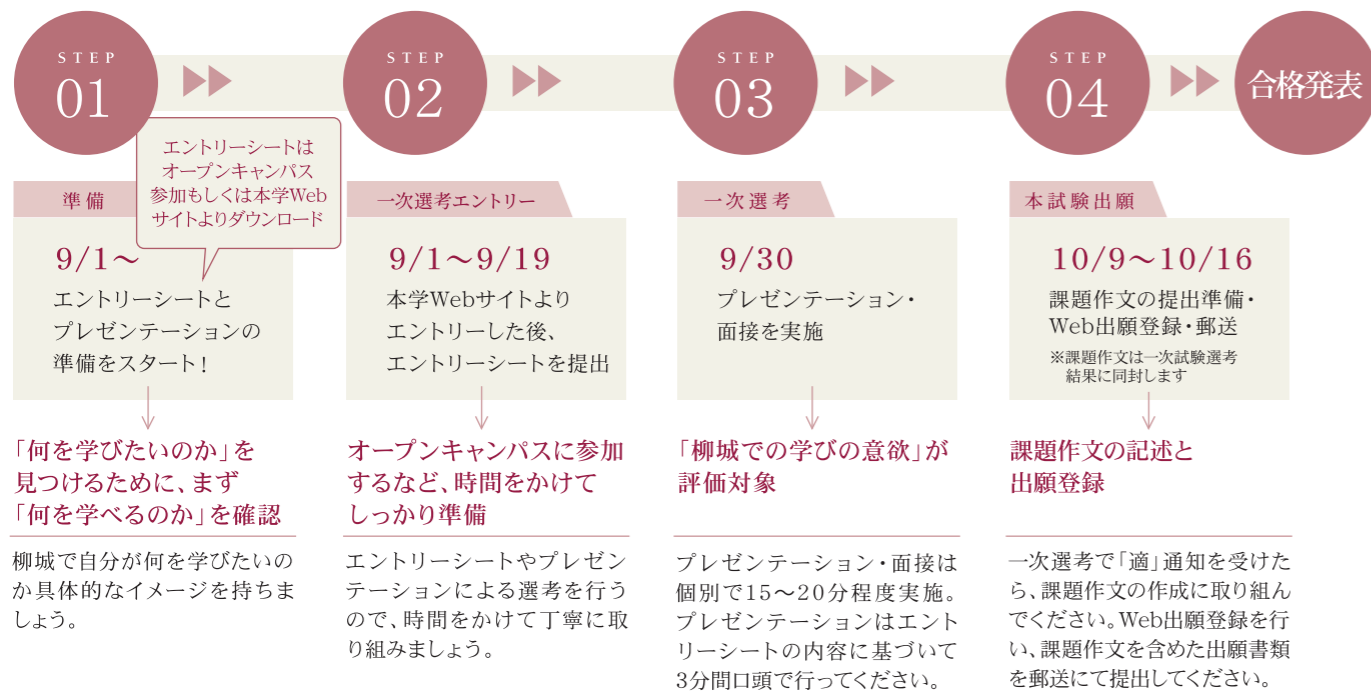 STEP
01
STEP
02
STEP
03
STEP
04
合格発表
エントリーシートは
オープンキャンパス
参加もしくは本学Web
サイトよりダウンロード
準備
9/1〜
エントリーシートと
プレゼンテーションの
準備をスタート!
「何を学びたいのか」を
見つけるために、まず
「何を学べるのか」を確認
柳城で自分が何を学びたいの
か具体的なイメージを持ちま
しょう。
一次選考エントリー
9/1〜9/19
本学Webサイトより
エントリーした後、
エントリーシートを提出
オープンキャンパスに参加
するなど、時間をかけて
しっかり準備
エントリーシートやプレゼン
テーションによる選考を行う
ので、時間をかけて丁寧に取
り組みましょう。
一次選考
9/30
プレゼンテーション・
面接を実施
「柳城での学びの意欲」が
評価対象
プレゼンテーション・面接は
個別で15〜20分程度実施。
プレゼンテーションはエント
リーシートの内容に基づいて
3分間口頭で行ってください。
本試験出願
10/9〜10/16
課題作文の提出準備・
Web出願登録・郵送
※課題作文は一次試験選考
結果に同封します
課題作文の記述と
出願登録
一次選考で「適」通知を受けた
ら、課題作文の作成に取り組ん
でください。Web出願登録を行
い、課題作文を含めた出願書類
を郵送にて提出してください。